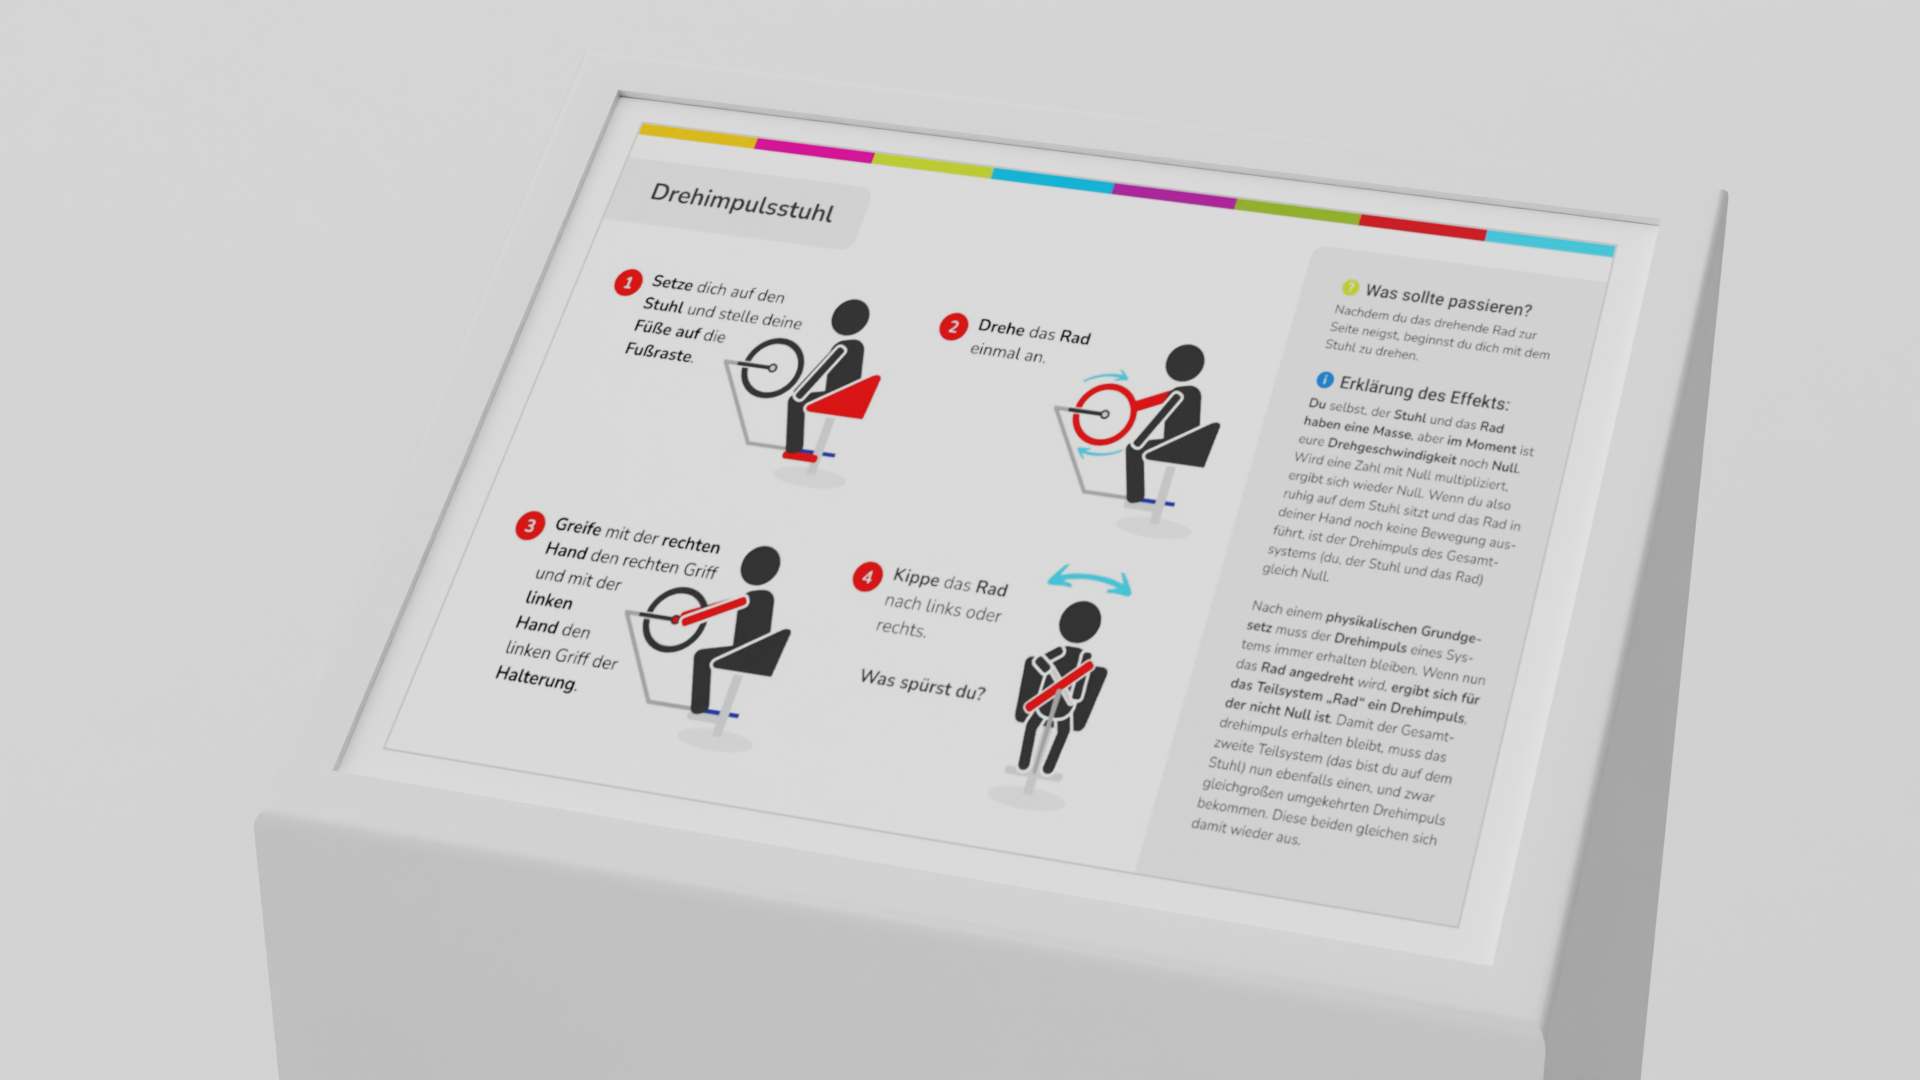 Drehimpulsstuhl
1
Setze dich auf den
Stuhl und stelle deine
Füße auf die
Fußraste.
2
Drehe das Rad
einmal an.
3
Greife mit der rechten
Hand den rechten Griff
und mit der
linken
Hand den
linken Griff der
Halterung.
4
Kippe das Rad
nach links oder
rechts.
Was spürst du?
? Was sollte passieren?
Nachdem du das drehende Rad zur
Seite neigst, beginnst du dich mit dem
Stuhl zu drehen.
i Erklärung des Effekts:
Du selbst, der Stuhl und das Rad
haben eine Masse, aber im Moment ist
eure Drehgeschwindigkeit noch Null.
Wird eine Zahl mit Null multipliziert,
ergibt sich wieder Null. Wenn du also
ruhig auf dem Stuhl sitzt und das Rad in
deiner Hand noch keine Bewegung aus-
führt, ist der Drehimpuls des Gesamt-
systems (du, der Stuhl und das Rad)
gleich Null.
Nach einem physikalischen Grundge-
setz muss der Drehimpuls eines Sys-
tems immer erhalten bleiben. Wenn nun
das Rad angedreht wird, ergibt sich für
das Teilsystem „Rad“ ein Drehimpuls,
der nicht Null ist. Damit der Gesamt-
drehimpuls erhalten bleibt, muss das
zweite Teilsystem (das bist du auf dem
Stuhl) nun ebenfalls einen, und zwar
gleichgroßen umgekehrten Drehimpuls
bekommen. Diese beiden gleichen sich
damit wieder aus.